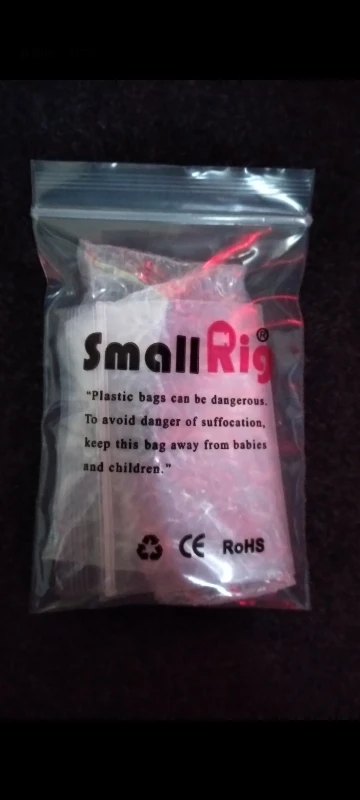 SmallRig®
"Plastic bags can be dangerous.
To avoid danger of suffocation,
keep this bag away from babies
and children."
CE RoHS